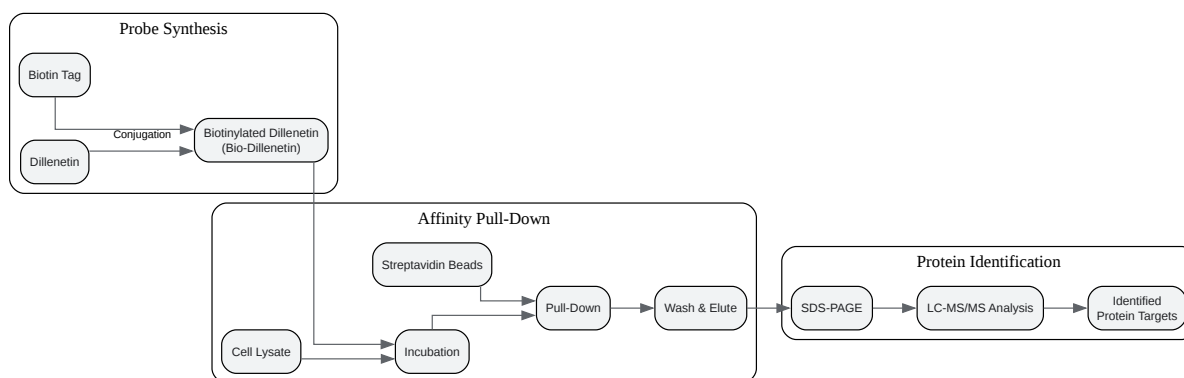 Probe Synthesis
Biotin Tag
Conjugation
Dillenetin
Biotinylated Dillenetin
(Bio-Dillenetin)
Affinity Pull-Down
Streptavidin Beads
Cell Lysate
Incubation
Pull-Down
Wash & Elute
Protein Identification
SDS-PAGE
LC-MS/MS Analysis
Identified
Protein Targets